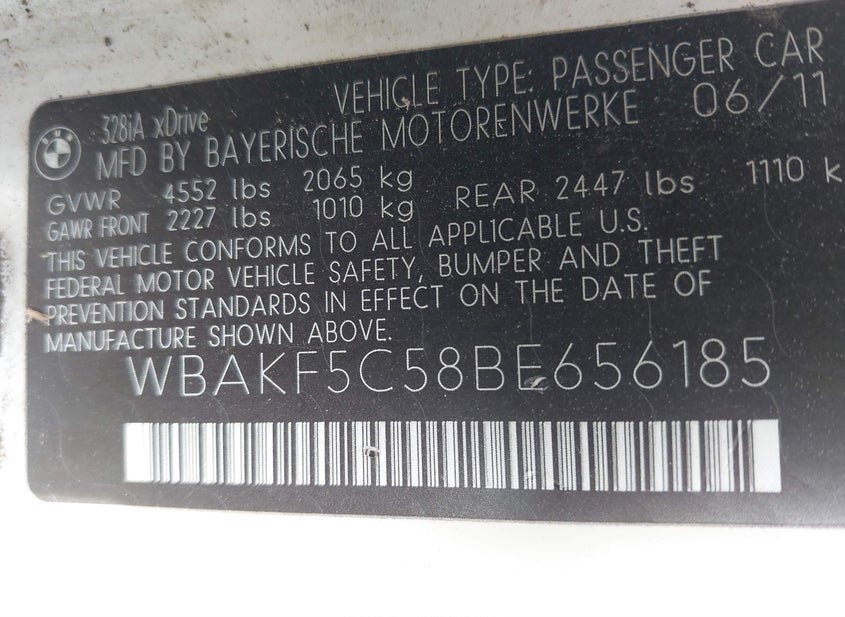 VEHICLE TYPE PASSENGER CAR
328iA xDrive
MFD BY BAYERISCHE MOTORENWERKE 06/11
GVWR 4552 lbs 2065 kg
GAWR FRONT 2227 lbs 1010 kg REAR 2447 lbs 1110 k
THIS VEHICLE CONFORMS TO ALL APPLICABLE U.S.
FEDERAL MOTOR VEHICLE SAFETY, BUMPER AND THEFT
PREVENTION STANDARDS IN EFFECT ON THE DATE OF
MANUFACTURE SHOWN ABOVE.
WBAKF5C58BE656185